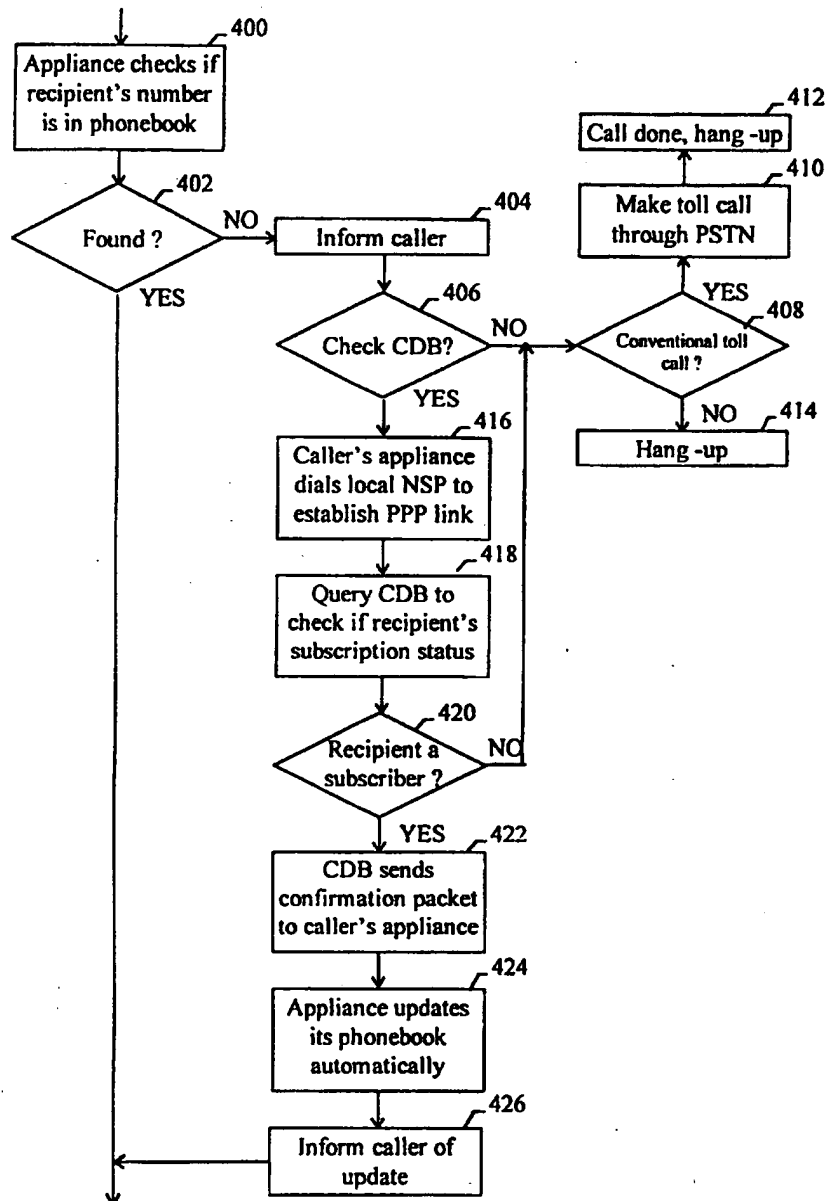 400
Appliance checks if
recipient's number
is in phonebook
402
Found ?
NO
YES
404
Inform caller
406
Check CDB?
NO
YES
412
Call done, hang -up
410
Make toll call
through PSTN
YES
408
Conventional toll
call ?
NO
414
Hang -up
416
Caller's appliance
dials local NSP to
establish PPP link
418
Query CDB to
check if recipient's
subscription status
420
Recipient a
subscriber ?
NO
YES
422
CDB sends
confirmation packet
to caller's appliance
424
Appliance updates
its phonebook
automatically
426
Inform caller of
update